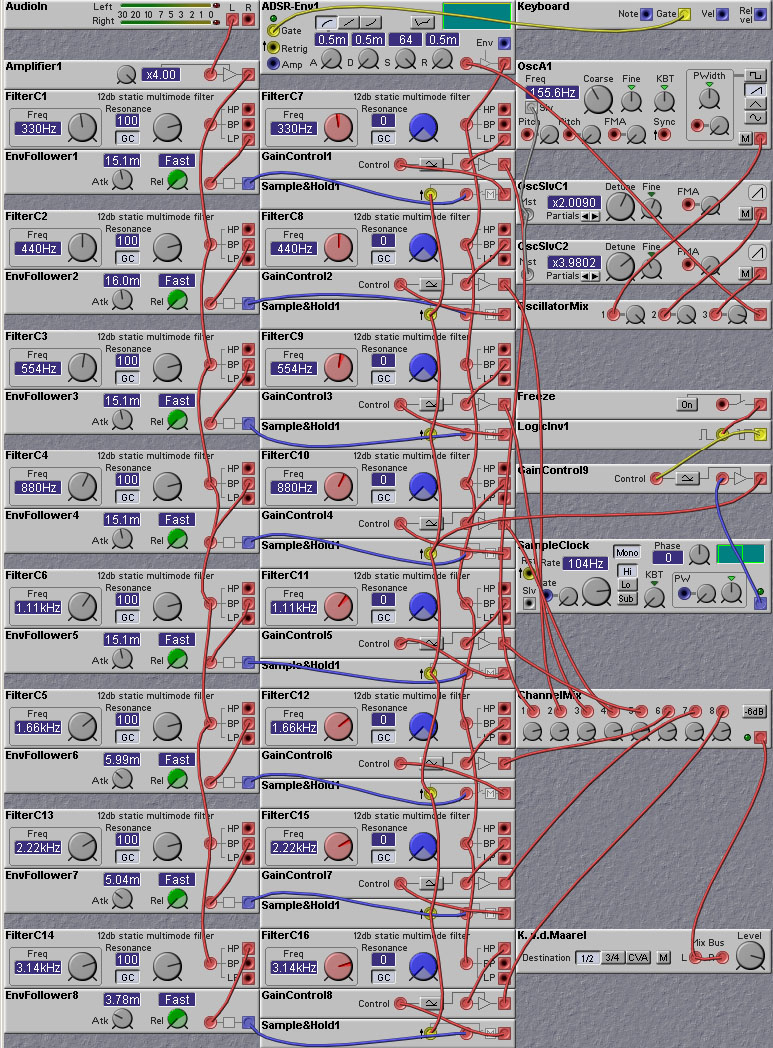 AudioIn
Left
Right
30 20 15 10 5 0
L R
Amplifier1
x4.00
FilterC1 12db static multimode filter
Freq
330Hz
Resonance
100
GC
HP
BP
LP
EnvFollower1
15.1m
Fast
Atk
Rel
FilterC2 12db static multimode filter
Freq
440Hz
Resonance
100
GC
HP
BP
LP
EnvFollower2
16.0m
Fast
Atk
Rel
FilterC3 12db static multimode filter
Freq
554Hz
Resonance
100
GC
HP
BP
LP
EnvFollower3
15.1m
Fast
Atk
Rel
FilterC4 12db static multimode filter
Freq
880Hz
Resonance
100
GC
HP
BP
LP
EnvFollower4
15.1m
Fast
Atk
Rel
FilterC6 12db static multimode filter
Freq
1.11kHz
Resonance
100
GC
HP
BP
LP
EnvFollower5
15.1m
Fast
Atk
Rel
FilterC5 12db static multimode filter
Freq
1.66kHz
Resonance
100
GC
HP
BP
LP
EnvFollower6
5.99m
Fast
Atk
Rel
FilterC13 12db static multimode filter
Freq
2.22kHz
Resonance
100
GC
HP
BP
LP
EnvFollower7
5.04m
Fast
Atk
Rel
FilterC14 12db static multimode filter
Freq
3.14kHz
Resonance
100
GC
HP
BP
LP
EnvFollower8
3.78m
Fast
Atk
Rel
ADSR-Env1
Gate
Retrig
Amp
0.5m 0.5m 64 0.5m
A D S R
Env
FilterC7 12db static multimode filter
Freq
330Hz
Resonance
0
GC
HP
BP
LP
GainControl1
Control
Sample&Hold1
M
FilterC8 12db static multimode filter
Freq
440Hz
Resonance
0
GC
HP
BP
LP
GainControl2
Control
Sample&Hold1
M
FilterC9 12db static multimode filter
Freq
554Hz
Resonance
0
GC
HP
BP
LP
GainControl3
Control
Sample&Hold1
M
FilterC10 12db static multimode filter
Freq
880Hz
Resonance
0
GC
HP
BP
LP
GainControl4
Control
Sample&Hold1
M
FilterC11 12db static multimode filter
Freq
1.11kHz
Resonance
0
GC
HP
BP
LP
GainControl5
Control
Sample&Hold1
M
FilterC12 12db static multimode filter
Freq
1.66kHz
Resonance
0
GC
HP
BP
LP
GainControl6
Control
Sample&Hold1
M
FilterC15 12db static multimode filter
Freq
2.22kHz
Resonance
0
GC
HP
BP
LP
GainControl7
Control
Sample&Hold1
M
FilterC16 12db static multimode filter
Freq
3.14kHz
Resonance
0
GC
HP
BP
LP
GainControl8
Control
Sample&Hold1
M
Keyboard
Note Gate Vel Rel vel
OscA1
Freq
155.6Hz
Slv
Coarse Fine KBT
PWidth
Pitch Pitch FMA Sync
M
OscSlvC1
Mst
x2.0090
Partials
Detune Fine
FMA
M
OscSlvC2
Mst
x3.9802
Partials
Detune Fine
FMA
M
OscillatorMix
1 2 3
Freeze
On
LogicInv1
GainControl9
Control
SampleClock
Rst
Rate
104Hz
Mono
Hi
Lo
Sub
Phase
0
KBT
PW
Slv
Rate
ChannelMix
1 2 3 4 5 6 7 8
-6dB
K. v.d.Maarel
Destination 1/2 3/4 CVA M
Mix Bus
L R
Level